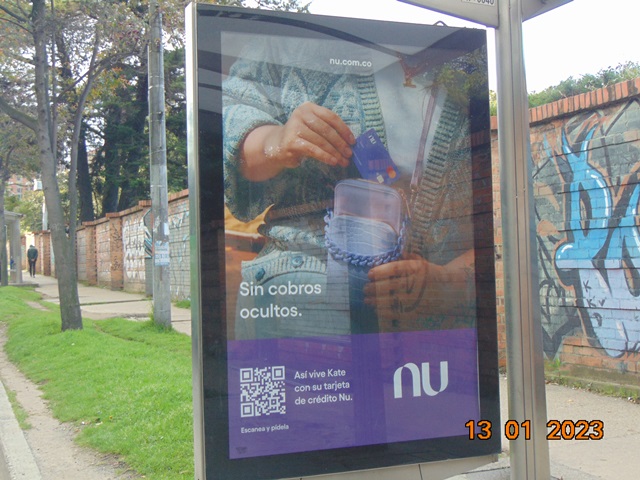 nu.com.co
nu
Sin cobros
ocultos.
Así vive Kate
con su tarjeta
de crédito Nu.
nu
Escanea y pídela
13 01 2023